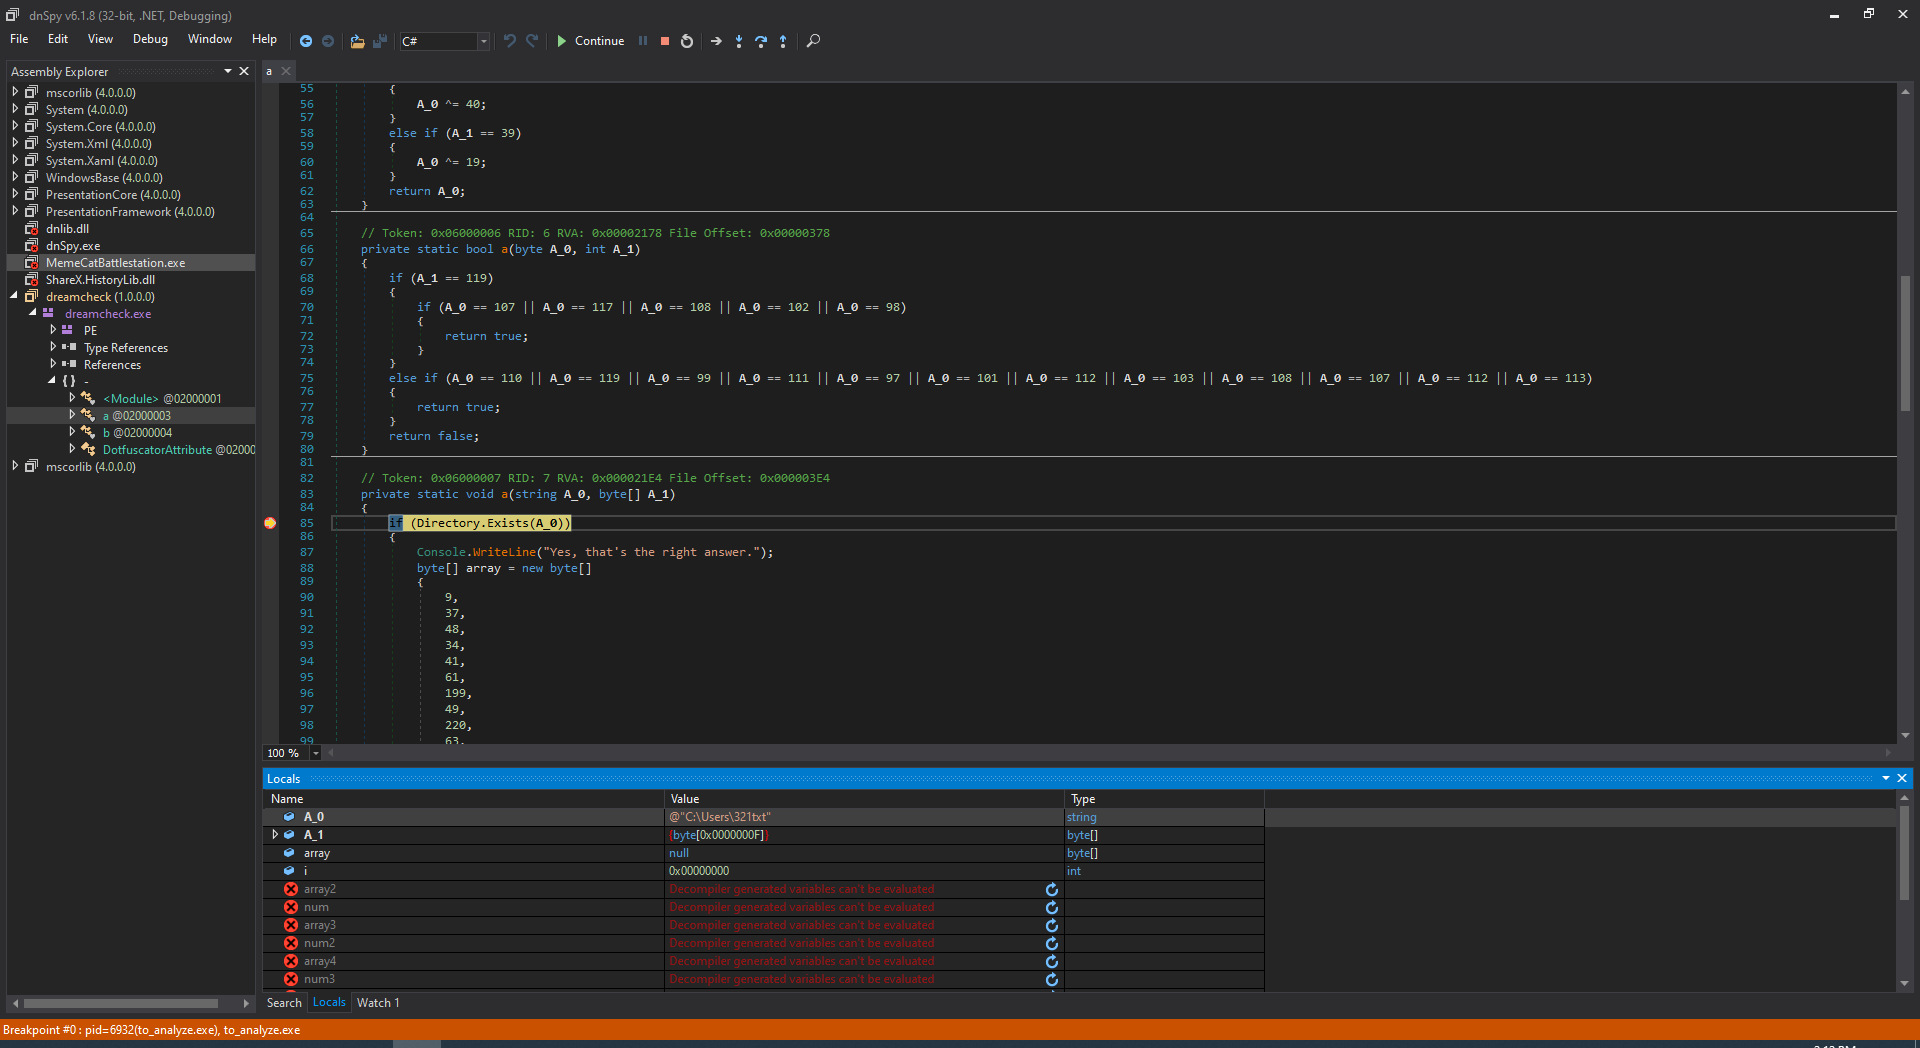 dnSpy v6.1.8 (32-bit, .NET, Debugging)
File Edit View Debug Window Help C# Continue
Assembly Explorer
mscorlib (4.0.0.0)
System (4.0.0.0)
System.Core (4.0.0.0)
System.Xml (4.0.0.0)
System.Xaml (4.0.0.0)
WindowsBase (4.0.0.0)
PresentationCore (4.0.0.0)
PresentationFramework (4.0.0.0)
dnlib.dll
dnSpy.exe
MemeCatBattlestation.exe
ShareX.HistoryLib.dll
dreamcheck (1.0.0.0)
dreamcheck.exe
PE
Type References
References
{ } -
<Module> @02000001
a @02000003
b @02000004
DotfuscatorAttribute @02000
mscorlib (4.0.0.0)
a
55 {
56 A_0 ^= 40;
57 }
58 else if (A_1 == 39)
59 {
60 A_0 ^= 19;
61 }
62 return A_0;
63 }
64
65 // Token: 0x06000006 RID: 6 RVA: 0x00002178 File Offset: 0x00000378
66 private static bool a(byte A_0, int A_1)
67 {
68 if (A_1 == 119)
69 {
70 if (A_0 == 107 || A_0 == 117 || A_0 == 108 || A_0 == 102 || A_0 == 98)
71 {
72 return true;
73 }
74 }
75 else if (A_0 == 110 || A_0 == 119 || A_0 == 99 || A_0 == 111 || A_0 == 97 || A_0 == 101 || A_0 == 112 || A_0 == 103 || A_0 == 108 || A_0 == 107 || A_0 == 112 || A_0 == 113)
76 {
77 return true;
78 }
79 return false;
80 }
81
82 // Token: 0x06000007 RID: 7 RVA: 0x000021E4 File Offset: 0x000003E4
83 private static void a(string A_0, byte[] A_1)
84 {
85 if (Directory.Exists(A_0))
86 {
87 Console.WriteLine("Yes, that's the right answer.");
88 byte[] array = new byte[]
89 {
90 9,
91 37,
92 48,
93 34,
94 41,
95 61,
96 199,
97 49,
98 220,
99 63,
100 %
Locals
Name Value Type
A_0 @"C:\Users\321txt" string
A_1 {byte[0x0000000F]} byte[]
array null byte[]
i 0x00000000 int
array2 Decompiler generated variables can't be evaluated
num Decompiler generated variables can't be evaluated
array3 Decompiler generated variables can't be evaluated
num2 Decompiler generated variables can't be evaluated
array4 Decompiler generated variables can't be evaluated
num3 Decompiler generated variables can't be evaluated
Search Locals Watch 1
Breakpoint #0 : pid=6932(to_analyze.exe), to_analyze.exe